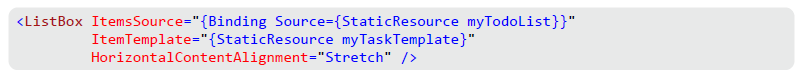 <ListBox ItemsSource="{Binding Source={StaticResource myTodoList}}"
         ItemTemplate="{StaticResource myTaskTemplate}"
         HorizontalContentAlignment="Stretch" />